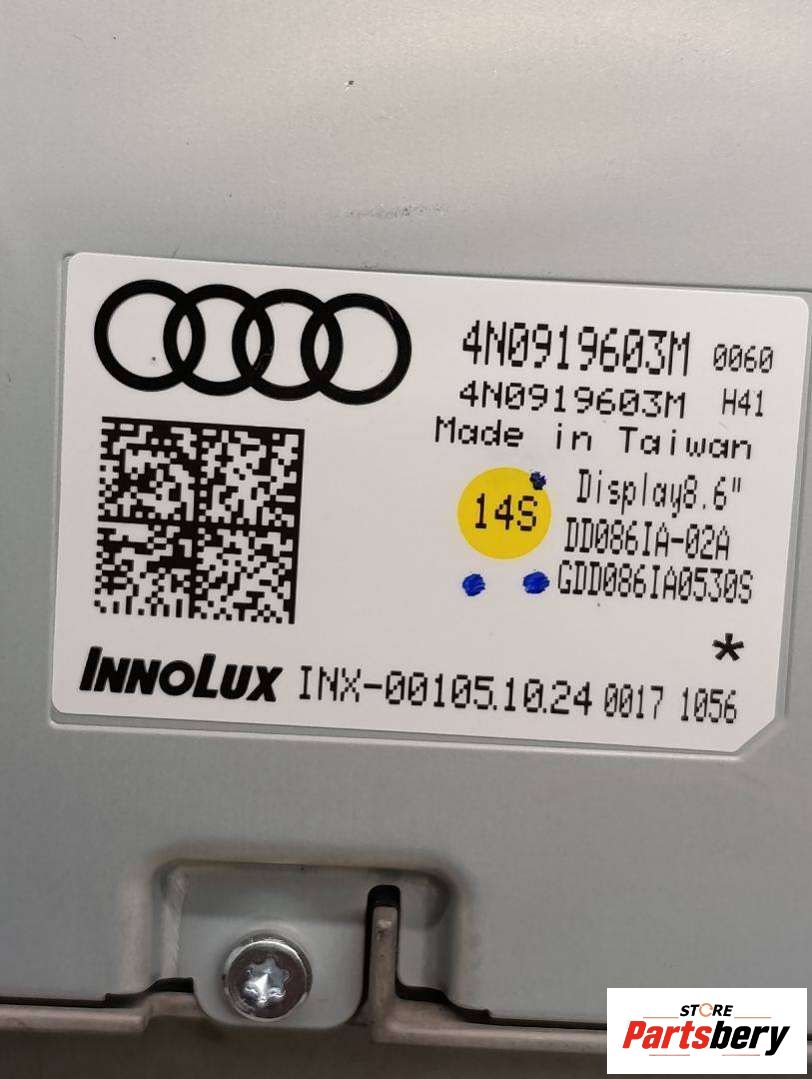 4N0919603M 0060
4N0919603M H41
Made in Taiwan
14S
Display8.6"
DD086IA-02A
GDD086IA0530S
*
INNOLUX INX-00105.10.24 0017 1056
STORE
Partsbery